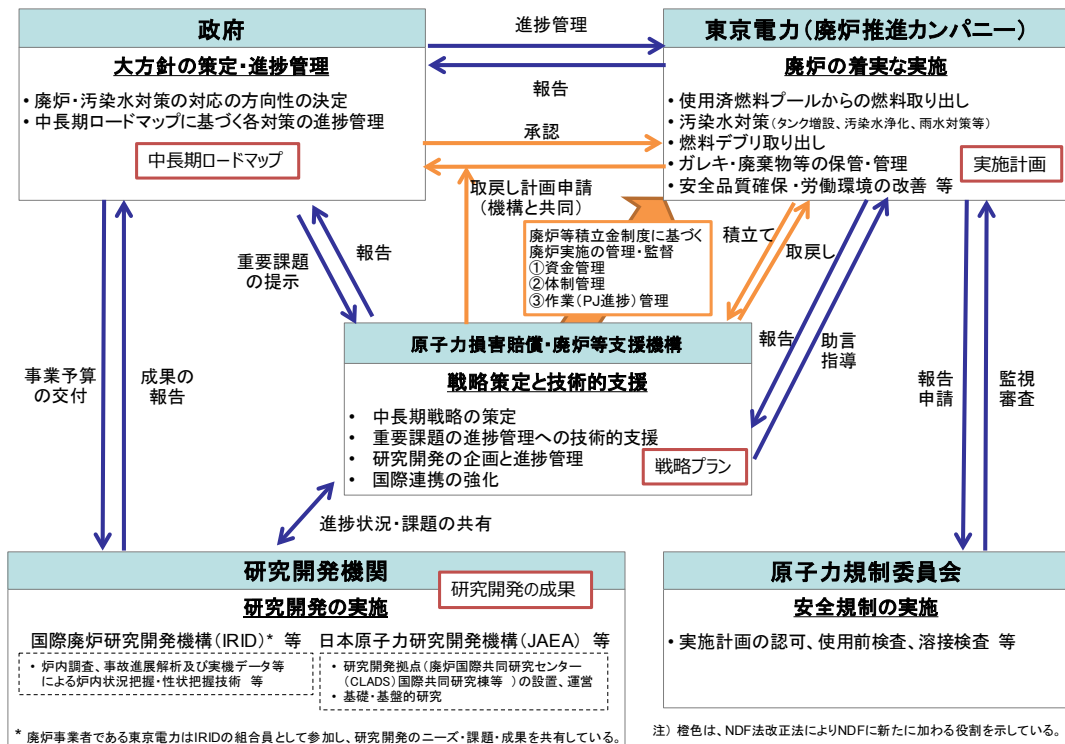 政府
大方針の策定・進捗管理
・廃炉・汚染水対策の対応の方向性の決定
・中長期ロードマップに基づく各対策の進捗管理
中長期ロードマップ
進捗管理
報告
承認
取戻し計画申請
(機構と共同)
東京電力(廃炉推進カンパニー)
廃炉の着実な実施
・使用済燃料プールからの燃料取り出し
・汚染水対策(タンク増設、汚染水浄化、雨水対策等)
・燃料デブリ取り出し
・ガレキ・廃棄物等の保管・管理
・安全品質確保・労働環境の改善 等
実施計画
重要課題
の提示
報告
廃炉等積立金制度に基づく
廃炉実施の管理・監督
①資金管理
②体制管理
③作業(PJ進捗)管理
積立て
取戻し
原子力損害賠償・廃炉等支援機構
戦略策定と技術的支援
・ 中長期戦略の策定
・ 重要課題の進捗管理への技術的支援
・ 研究開発の企画と進捗管理
・ 国際連携の強化
戦略プラン
報告
助言
指導
報告
申請
監視
審査
事業予算
の交付
成果の
報告
進捗状況・課題の共有
研究開発機関
研究開発の実施
研究開発の成果
国際廃炉研究開発機構(IRID)* 等
・ 炉内調査、事故進展解析及び実機データ等
による炉内状況把握・性状把握技術 等
日本原子力研究開発機構(JAEA) 等
・ 研究開発拠点(廃炉国際共同研究センター
(CLADS)国際共同研究棟等 )の設置、運営
・ 基礎・基盤的研究
* 廃炉事業者である東京電力はIRIDの組合員として参加し、研究開発のニーズ・課題・成果を共有している。
原子力規制委員会
安全規制の実施
・実施計画の認可、使用前検査、溶接検査 等
注) 橙色は、NDF法改正法によりNDFに新たに加わる役割を示している。